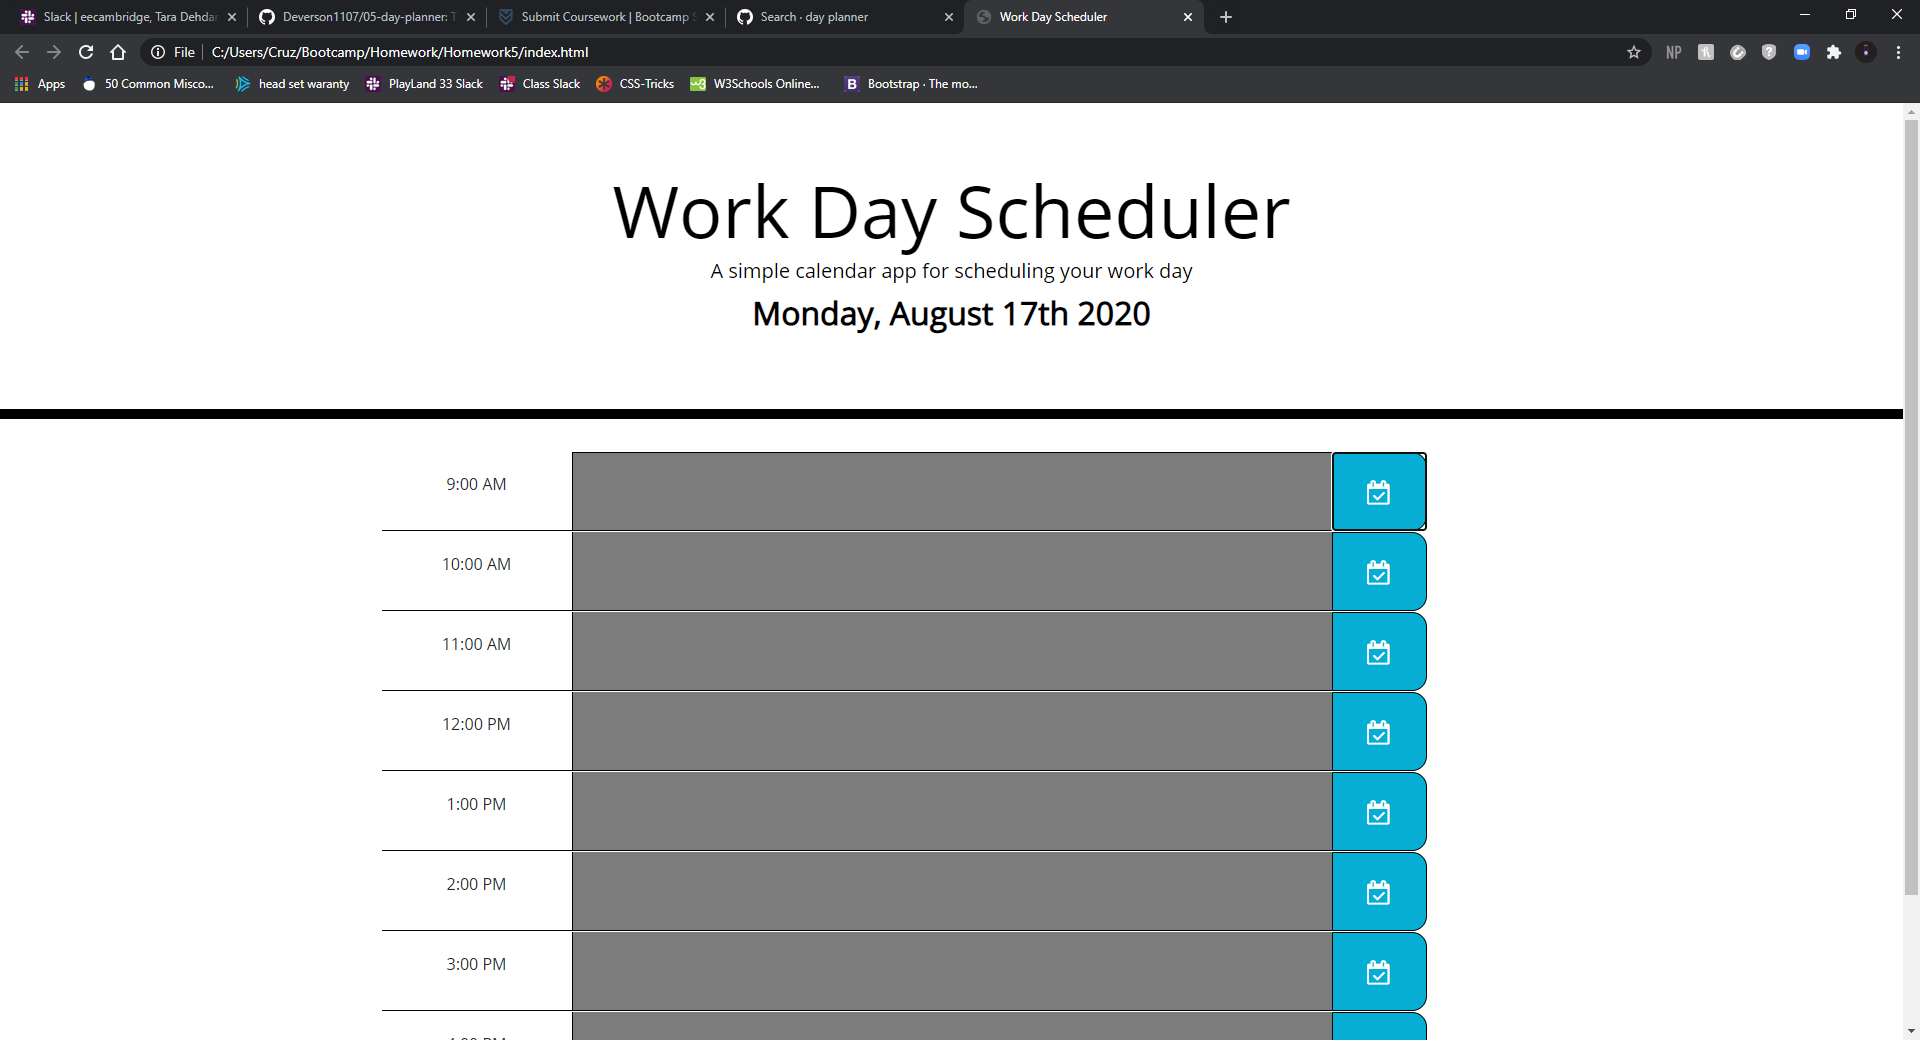 Slack | eecambridge, Tara Dehdar
Deverson1107/05-day-planner: T
Submit Coursework | Bootcamp S
Search · day planner
Work Day Scheduler
File
C:/Users/Cruz/Bootcamp/Homework/Homework5/index.html
NP
Apps
50 Common Misco...
head set waranty
PlayLand 33 Slack
Class Slack
CSS-Tricks
W3Schools Online...
B
Bootstrap · The mo...
Work Day Scheduler
A simple calendar app for scheduling your work day
Monday, August 17th 2020
9:00 AM
10:00 AM
11:00 AM
12:00 PM
1:00 PM
2:00 PM
3:00 PM